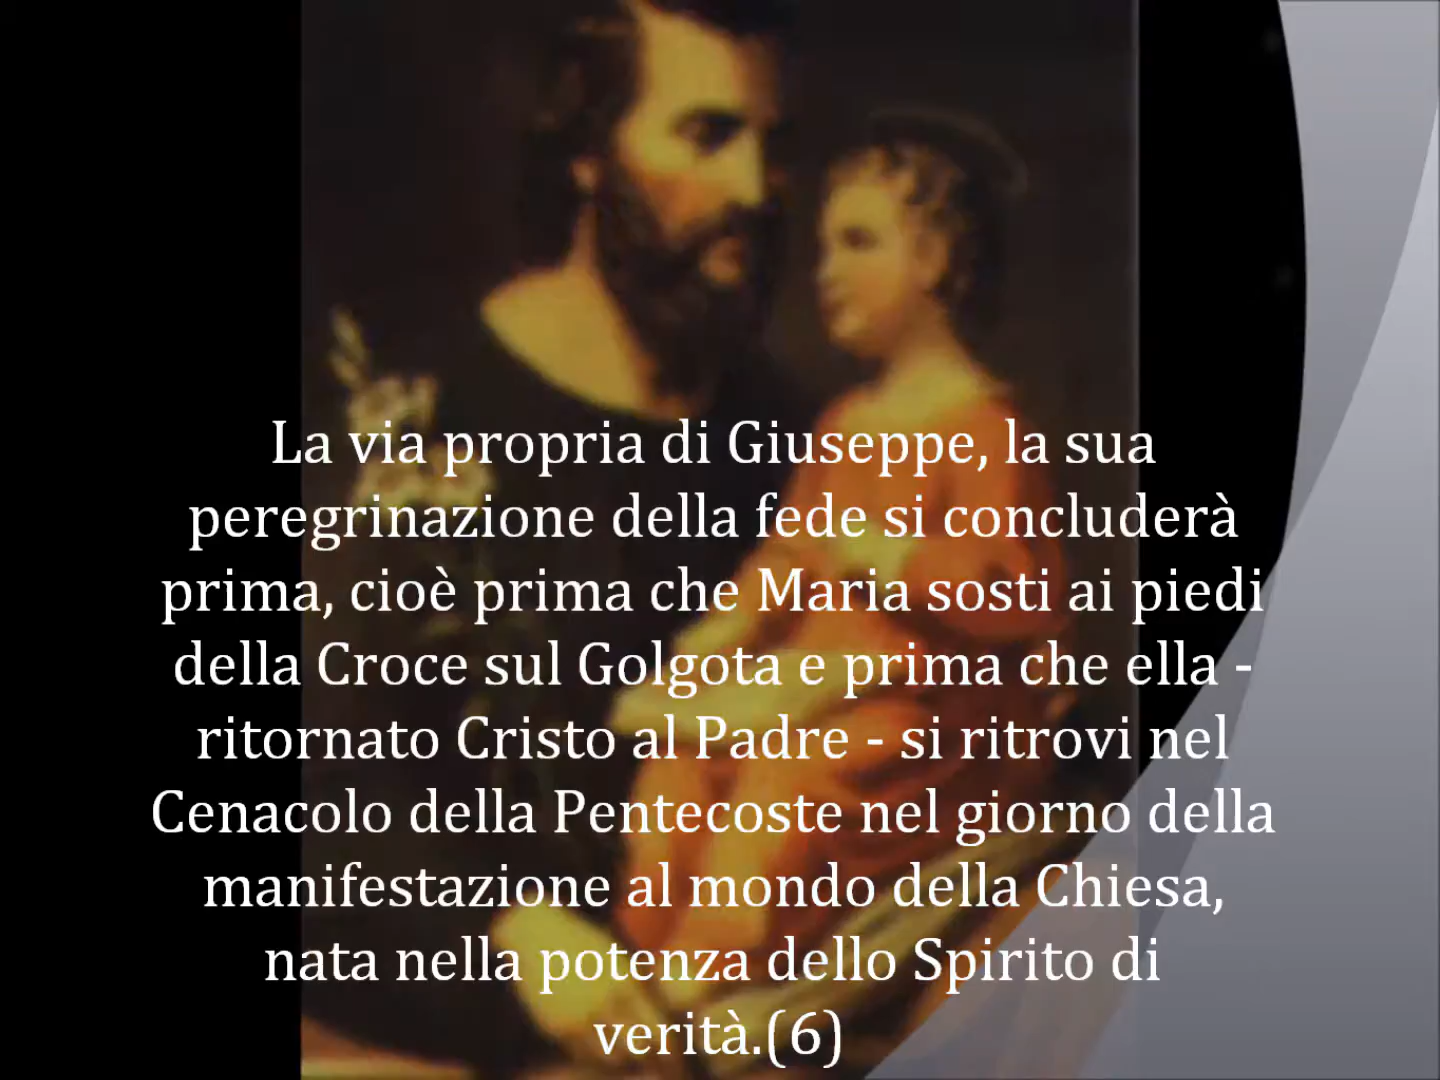 La via propria di Giuseppe, la sua
peregrinazione della fede si concluderà
prima, cioè prima che Maria sosti ai piedi
della Croce sul Golgota e prima che ella -
ritornato Cristo al Padre - si ritrovi nel
Cenacolo della Pentecoste nel giorno della
manifestazione al mondo della Chiesa,
nata nella potenza dello Spirito di
verità.(6)